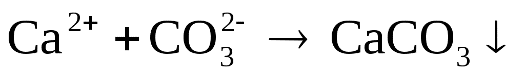 Ca²⁺ + CO₃²⁻ → CaCO₃ ↓